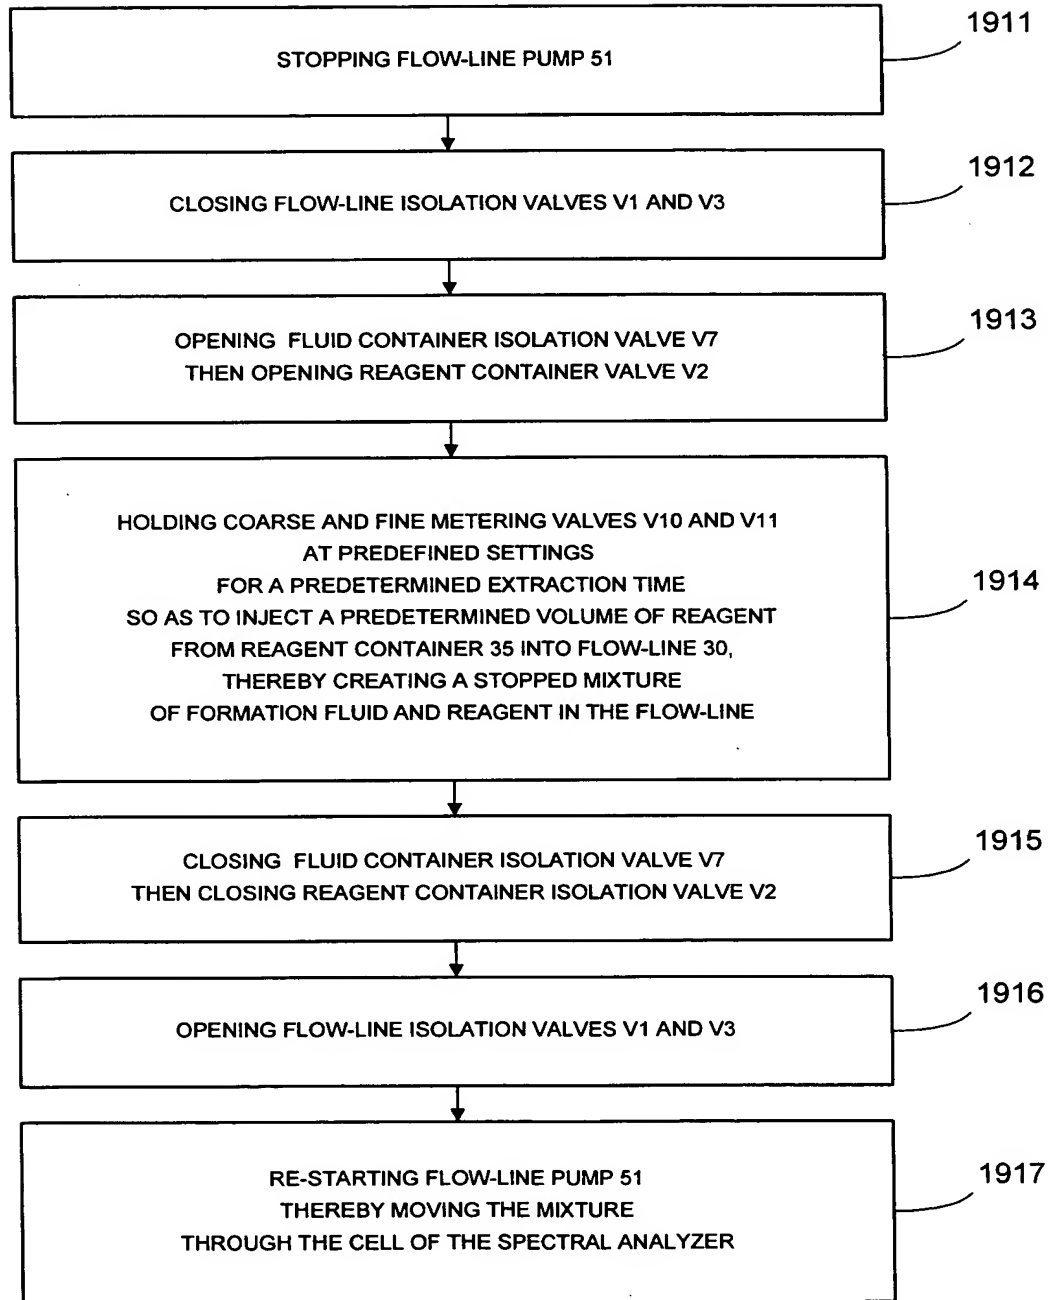 1911
STOPPING FLOW-LINE PUMP 51
1912
CLOSING FLOW-LINE ISOLATION VALVES V1 AND V3
1913
OPENING FLUID CONTAINER ISOLATION VALVE V7
THEN OPENING REAGENT CONTAINER VALVE V2
1914
HOLDING COARSE AND FINE METERING VALVES V10 AND V11
AT PREDEFINED SETTINGS
FOR A PREDETERMINED EXTRACTION TIME
SO AS TO INJECT A PREDETERMINED VOLUME OF REAGENT
FROM REAGENT CONTAINER 35 INTO FLOW-LINE 30,
THEREBY CREATING A STOPPED MIXTURE
OF FORMATION FLUID AND REAGENT IN THE FLOW-LINE
1915
CLOSING FLUID CONTAINER ISOLATION VALVE V7
THEN CLOSING REAGENT CONTAINER ISOLATION VALVE V2
1916
OPENING FLOW-LINE ISOLATION VALVES V1 AND V3
1917
RE-STARTING FLOW-LINE PUMP 51
THEREBY MOVING THE MIXTURE
THROUGH THE CELL OF THE SPECTRAL ANALYZER